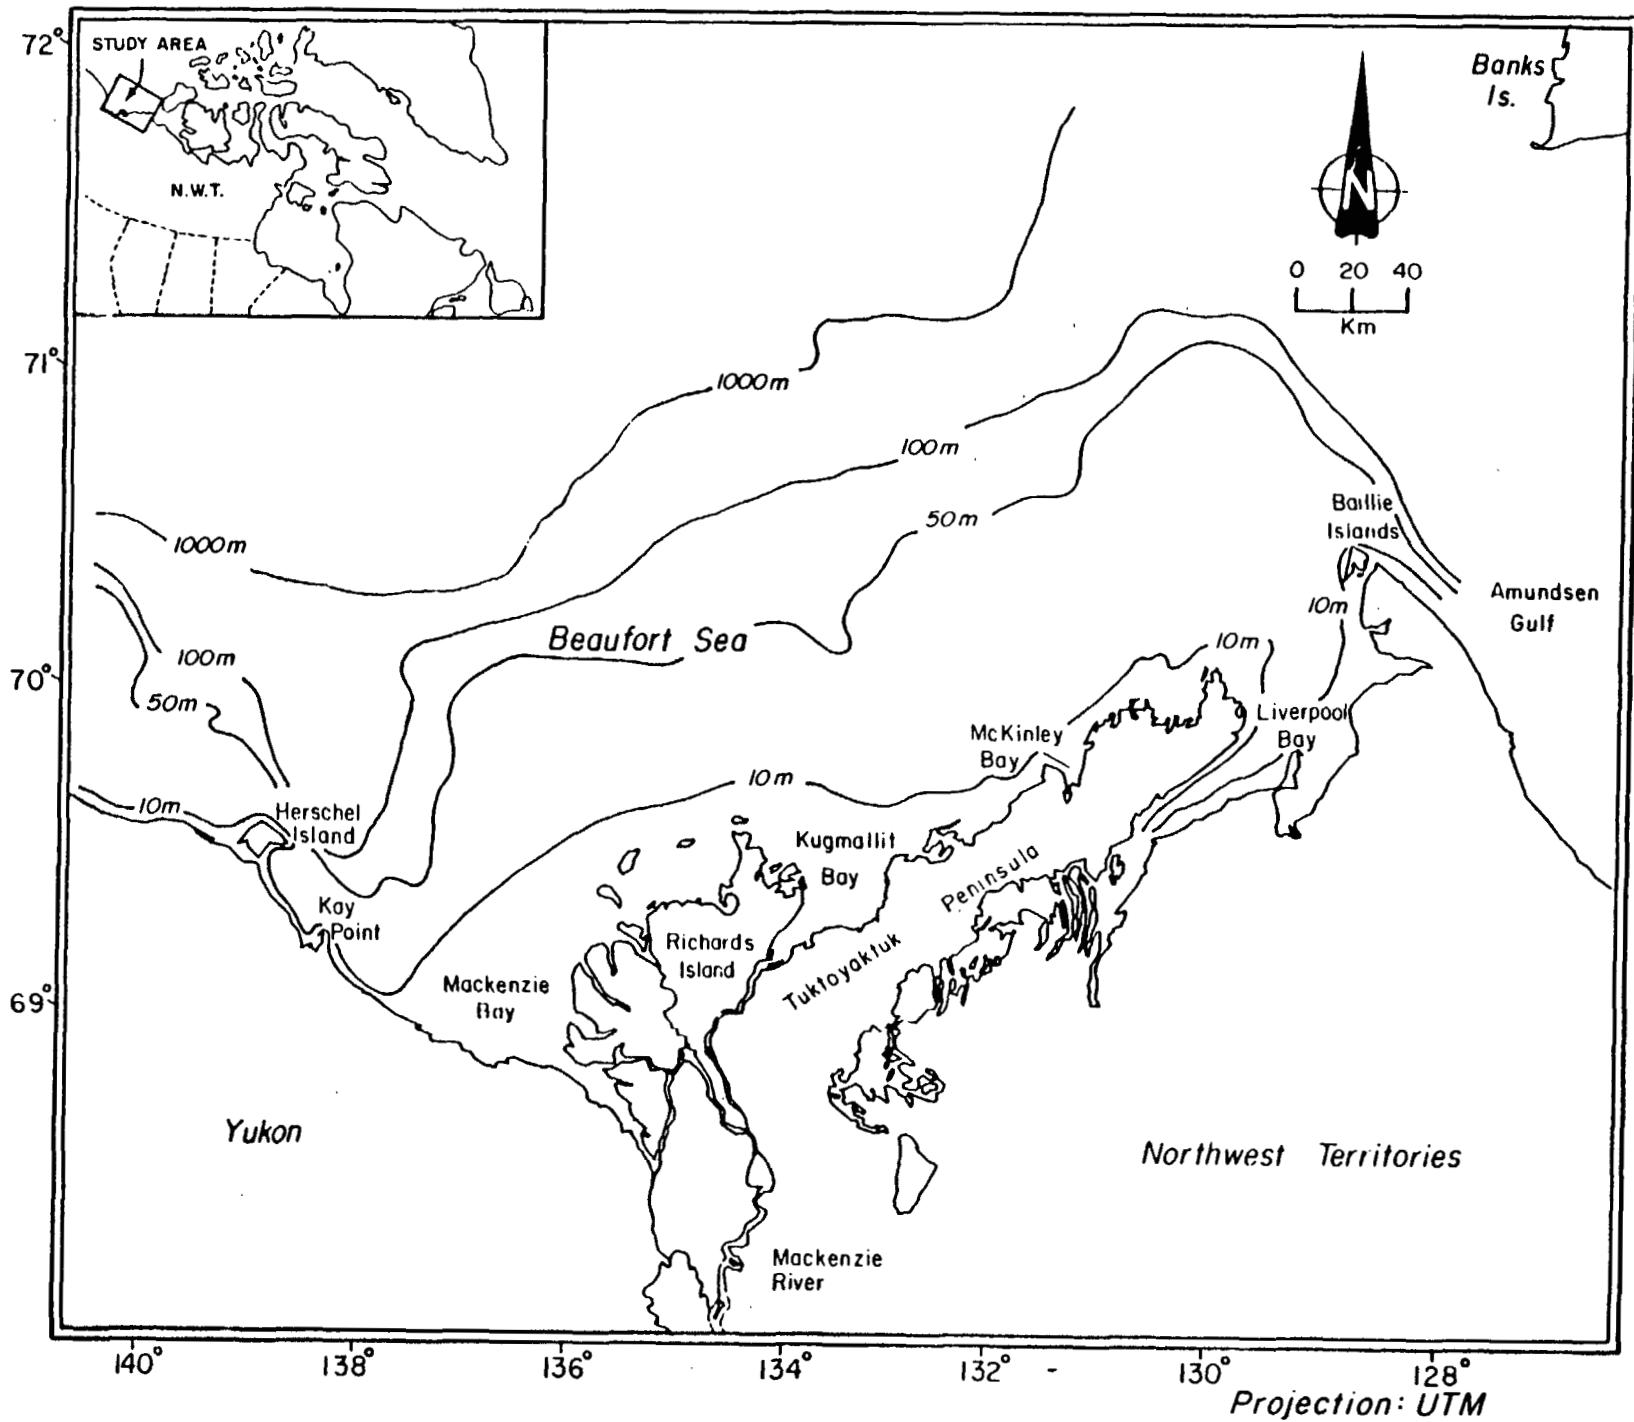 72°
STUDY AREA
N.W.T.
Banks
Is.
N
0 20 40
Km
71°
1000m
100m
50m
1000m
Baillie
Islands
Amundsen
Gulf
10m
Beaufort Sea
10m
100m
70°
50m
Liverpool
Bay
McKinley
Bay
10m
10m
Herschel
Island
Kugmallit
Bay
Peninsula
Kay
Point
Richards
Island
Tuktoyaktuk
Mackenzie
Bay
69°
Yukon
Northwest Territories
Mackenzie
River
140° 138° 136° 134° 132° 130° 128°
Projection: UTM